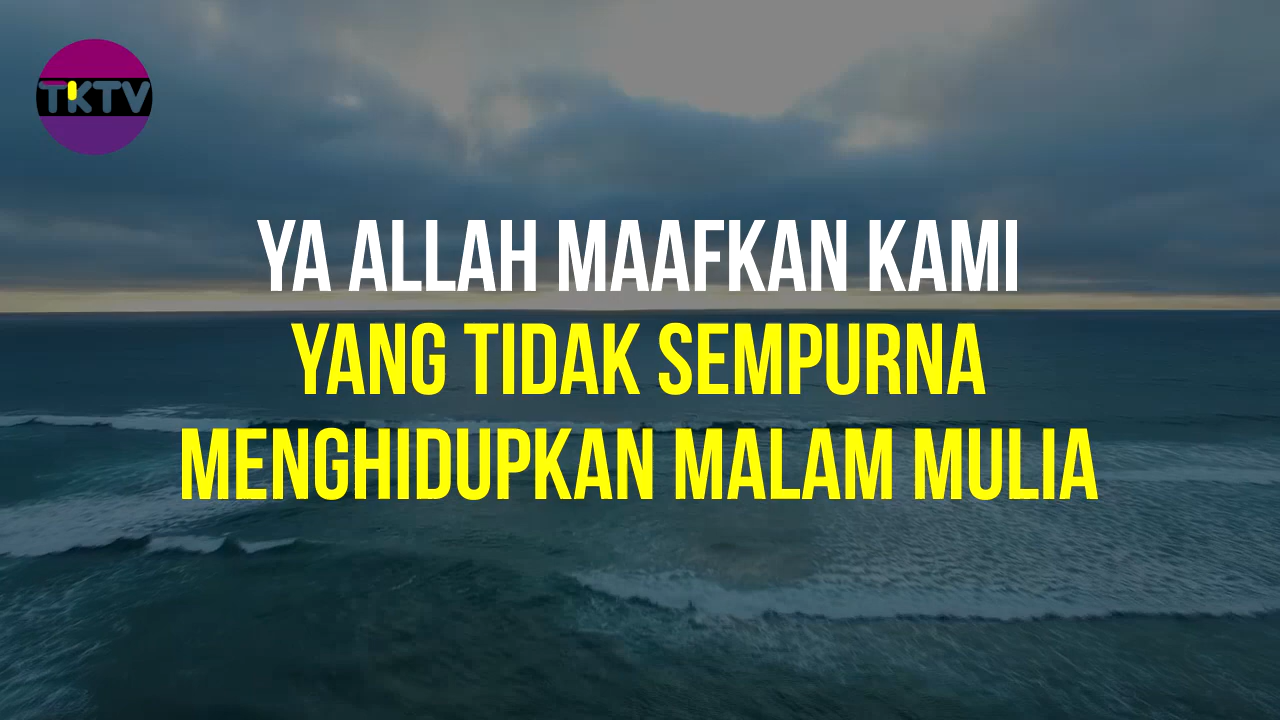 TKTV
YA ALLAH MAAFKAN KAMI
YANG TIDAK SEMPURNA
MENGHIDUPKAN MALAM MULIA